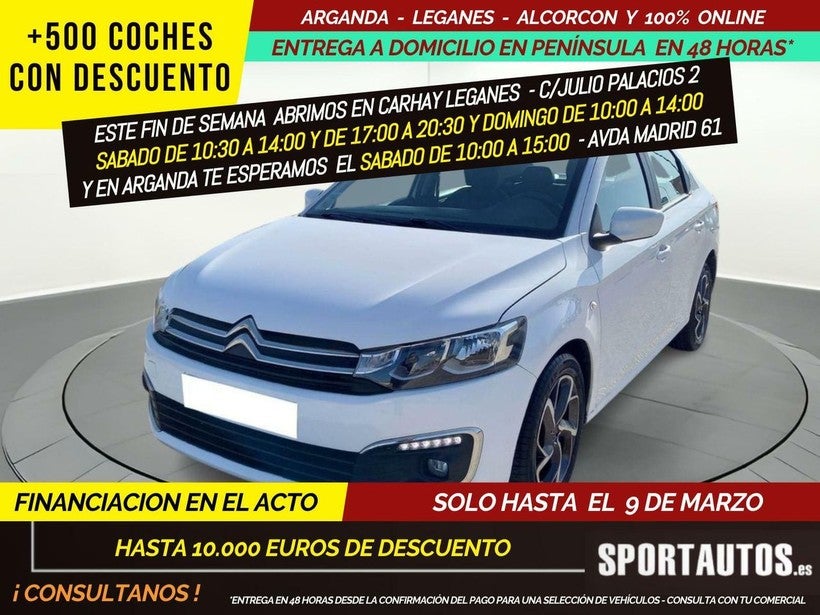 +500 COCHES
CON DESCUENTO
ARGANDA - LEGANES - ALCORCON Y 100% ONLINE
ENTREGA A DOMICILIO EN PENÍNSULA EN 48 HORAS*
ESTE FIN DE SEMANA ABRIMOS EN CARHAY LEGANES - C/JULIO PALACIOS 2
SABADO DE 10:30 A 14:00 Y DE 17:00 A 20:30 Y DOMINGO DE 10:00 A 14:00
Y EN ARGANDA TE ESPERAMOS EL SABADO DE 10:00 A 15:00 - AVDA MADRID 61
FINANCIACION EN EL ACTO
SOLO HASTA EL 9 DE MARZO
HASTA 10.000 EUROS DE DESCUENTO
SPORTAUTOS.es
¡ CONSULTANOS !
*ENTREGA EN 48 HORAS DESDE LA CONFIRMACIÓN DEL PAGO PARA UNA SELECCIÓN DE VEHÍCULOS - CONSULTA CON TU COMERCIAL